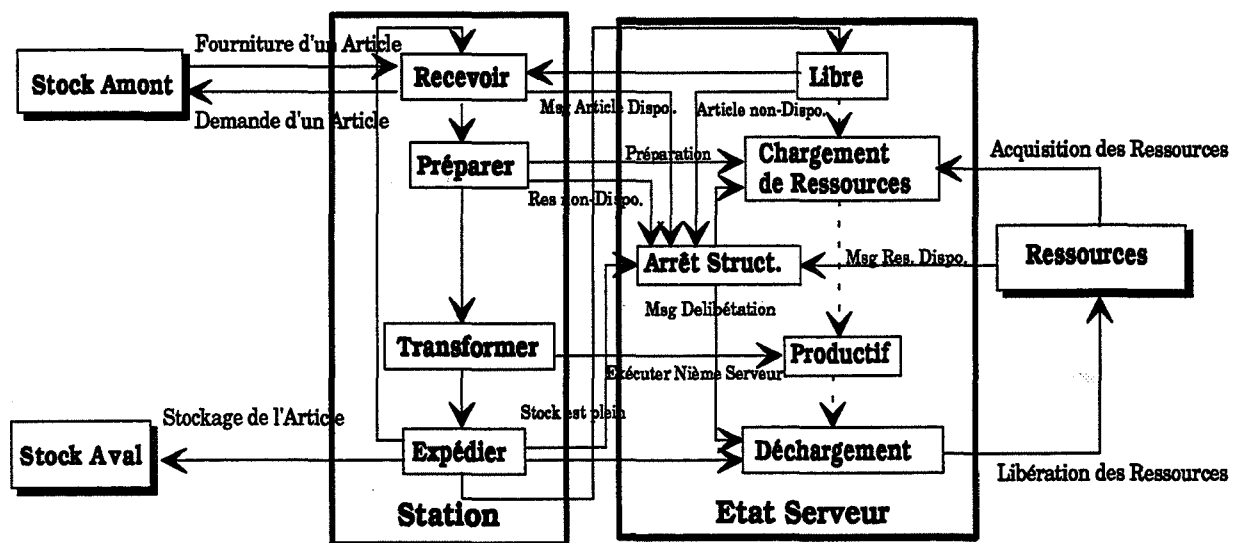 Fourniture d'un Article
Stock Amont
Recevoir
Libre
Demande d'un Article
Msg Article Dispo.
Article non-Dispo.
Préparer
Préparation
Chargement
de Ressources
Acquisition des Ressources
Res non-Dispo.
Arrêt Struct.
Msg Res. Dispo.
Ressources
Msg Delibétation
Transformer
Productif
Exécuter Nième Serveur
Stockage de l'Article
Stock est plein
Stock Aval
Expédier
Déchargement
Libération des Ressources
Station
Etat Serveur